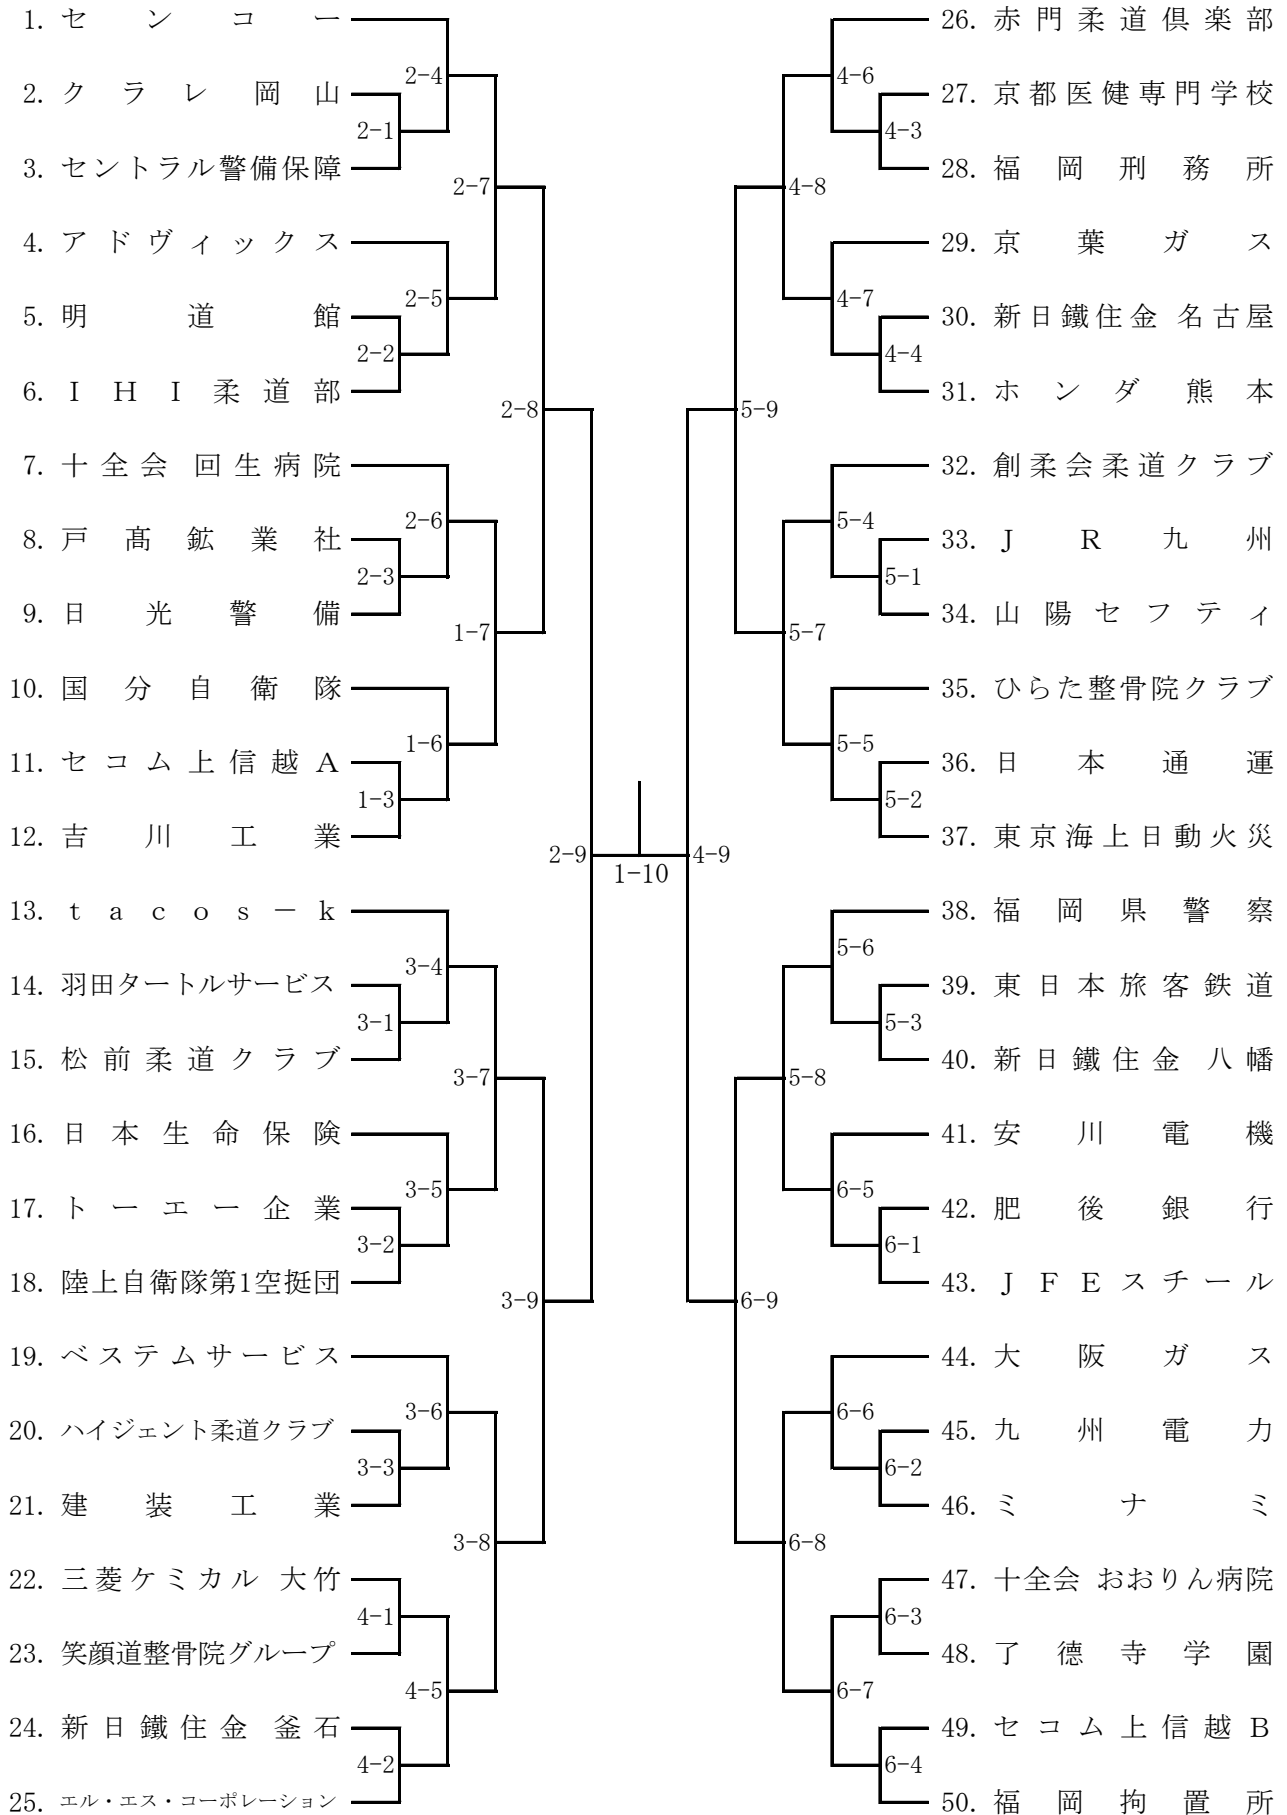 1. センコー
2. クラレ岡山
3. セントラル警備保障
4. アドヴィックス
5. 明道館
6. ＩＨＩ柔道部
7. 十全会 回生病院
8. 戸髙鉱業社
9. 日光警備
10. 国分自衛隊
11. セコム上信越Ａ
12. 吉川工業
13. ｔａｃｏｓ－ｋ
14. 羽田タートルサービス
15. 松前柔道クラブ
16. 日本生命保険
17. トーエー企業
18. 陸上自衛隊第1空挺団
19. ベステムサービス
20. ハイジェント柔道クラブ
21. 建装工業
22. 三菱ケミカル 大竹
23. 笑顔道整骨院グループ
24. 新日鐵住金 釜石
25. エル・エス・コーポレーション
2-4
2-1
2-7
2-5
2-2
2-8
2-6
2-3
1-7
1-6
1-3
2-9
3-4
3-1
3-7
3-5
3-2
3-9
3-6
3-3
3-8
4-1
4-5
4-2
1-10
4-9
4-6
4-3
4-8
4-7
4-4
5-9
5-4
5-1
5-7
5-5
5-2
5-6
5-3
5-8
6-5
6-1
6-9
6-6
6-2
6-8
6-3
6-7
6-4
26. 赤門柔道倶楽部
27. 京都医健専門学校
28. 福岡刑務所
29. 京葉ガス
30. 新日鐵住金 名古屋
31. ホンダ熊本
32. 創柔会柔道クラブ
33. ＪＲ九州
34. 山陽セフティ
35. ひらた整骨院クラブ
36. 日本通運
37. 東京海上日動火災
38. 福岡県警察
39. 東日本旅客鉄道
40. 新日鐵住金 八幡
41. 安川電機
42. 肥後銀行
43. ＪＦＥスチール
44. 大阪ガス
45. 九州電力
46. ミナミ
47. 十全会 おおりん病院
48. 了德寺学園
49. セコム上信越Ｂ
50. 福岡拘置所